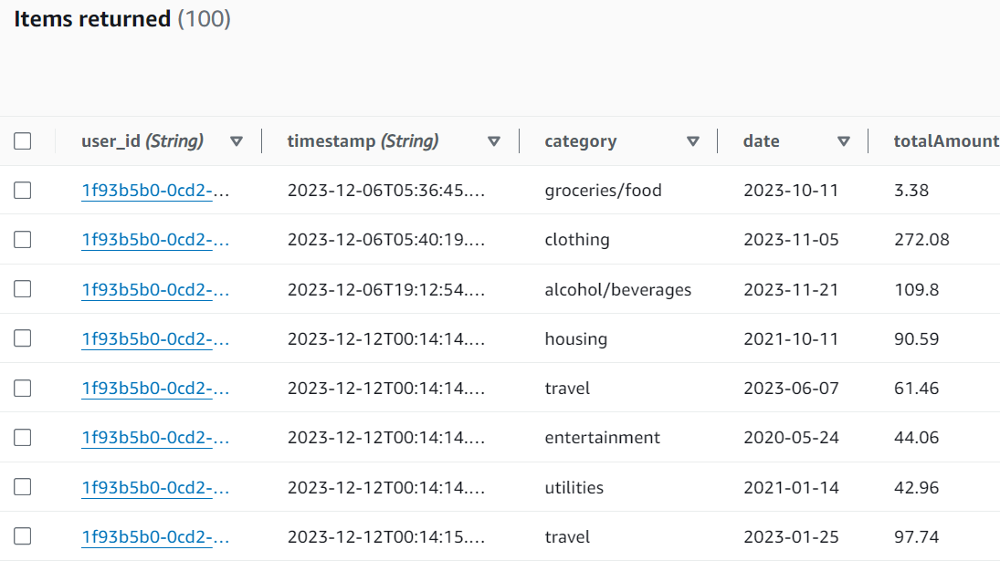 Items returned (100)
user_id (String) timestamp (String) category date totalAmount
1f93b5b0-0cd2-... 2023-12-06T05:36:45.... groceries/food 2023-10-11 3.38
1f93b5b0-0cd2-... 2023-12-06T05:40:19.... clothing 2023-11-05 272.08
1f93b5b0-0cd2-... 2023-12-06T19:12:54.... alcohol/beverages 2023-11-21 109.8
1f93b5b0-0cd2-... 2023-12-12T00:14:14.... housing 2021-10-11 90.59
1f93b5b0-0cd2-... 2023-12-12T00:14:14.... travel 2023-06-07 61.46
1f93b5b0-0cd2-... 2023-12-12T00:14:14.... entertainment 2020-05-24 44.06
1f93b5b0-0cd2-... 2023-12-12T00:14:14.... utilities 2021-01-14 42.96
1f93b5b0-0cd2-... 2023-12-12T00:14:15.... travel 2023-01-25 97.74